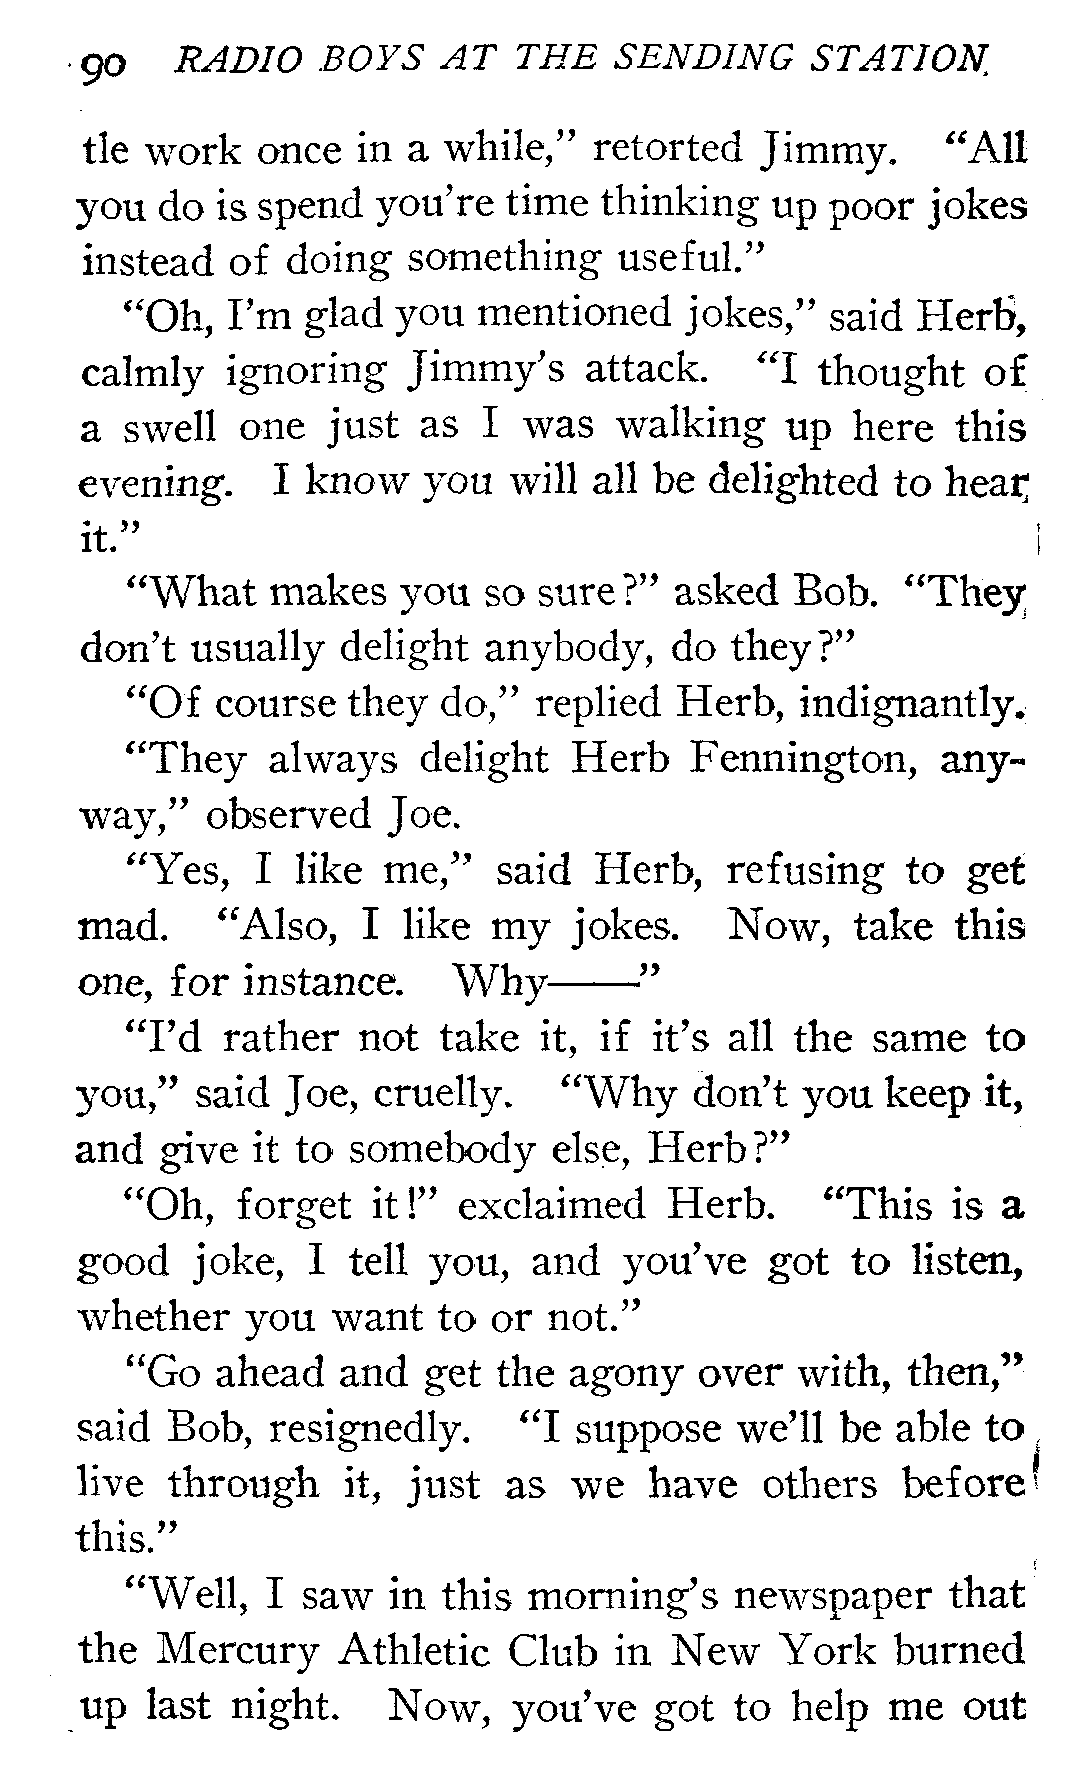 90 RADIO BOYS AT THE SENDING STATION
tle work once in a while,” retorted Jimmy. “All
you do is spend you're time thinking up poor jokes
instead of doing something useful.”
“Oh, I'm glad you mentioned jokes,” said Herb,
calmly ignoring Jimmy's attack. “I thought of
a swell one just as I was walking up here this
evening. I know you will all be delighted to hear
it.”
“What makes you so sure?” asked Bob. “They
don't usually delight anybody, do they?”
“Of course they do,” replied Herb, indignantly.
“They always delight Herb Fennington, any-
way,” observed Joe.
“Yes, I like me,” said Herb, refusing to get
mad. “Also, I like my jokes. Now, take this
one, for instance. Why——”
“I'd rather not take it, if it's all the same to
you,” said Joe, cruelly. “Why don't you keep it,
and give it to somebody else, Herb?”
“Oh, forget it!” exclaimed Herb. “This is a
good joke, I tell you, and you've got to listen,
whether you want to or not.”
“Go ahead and get the agony over with, then,”
said Bob, resignedly. “I suppose we'll be able to
live through it, just as we have others before
this.”
“Well, I saw in this morning's newspaper that
the Mercury Athletic Club in New York burned
up last night. Now, you've got to help me out